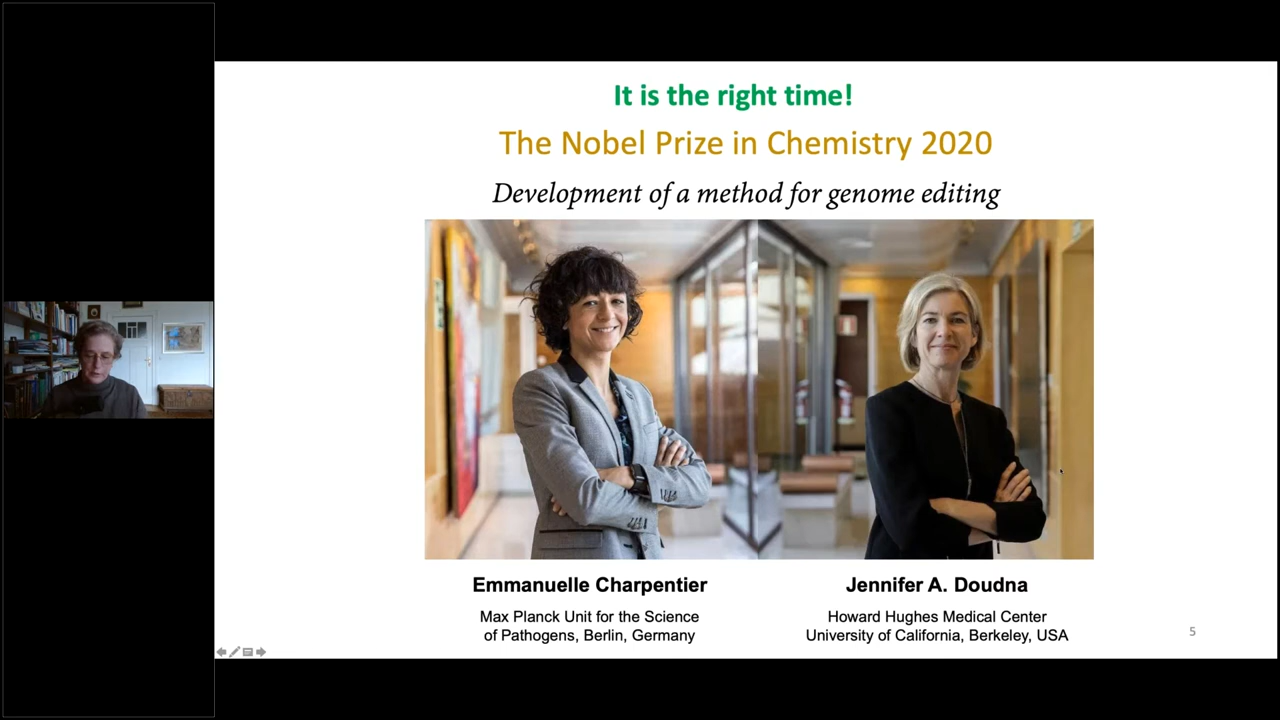 It is the right time!
The Nobel Prize in Chemistry 2020
Development of a method for genome editing
Emmanuelle Charpentier
Max Planck Unit for the Science
of Pathogens, Berlin, Germany
Jennifer A. Doudna
Howard Hughes Medical Center
University of California, Berkeley, USA
5